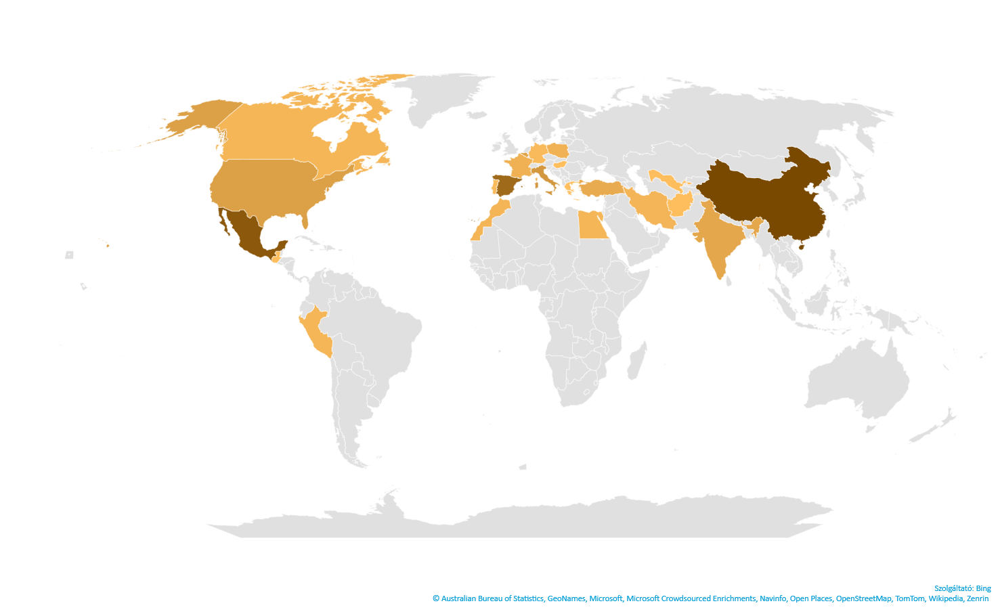 Szolgáltató: Bing
© Australian Bureau of Statistics, GeoNames, Microsoft, Microsoft Crowdsourced Enrichments, Navinfo, Open Places, OpenStreetMap, TomTom, Wikipedia, Zenrin